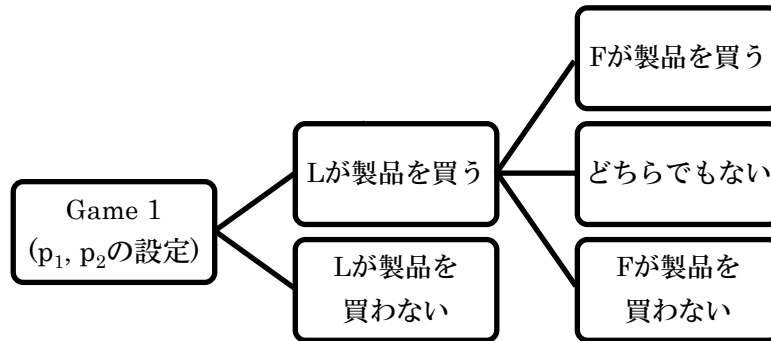 Game 1
(p₁, p₂の設定)
Lが製品を買う
Lが製品を
買わない
Fが製品を買う
どちらでもない
Fが製品を
買わない